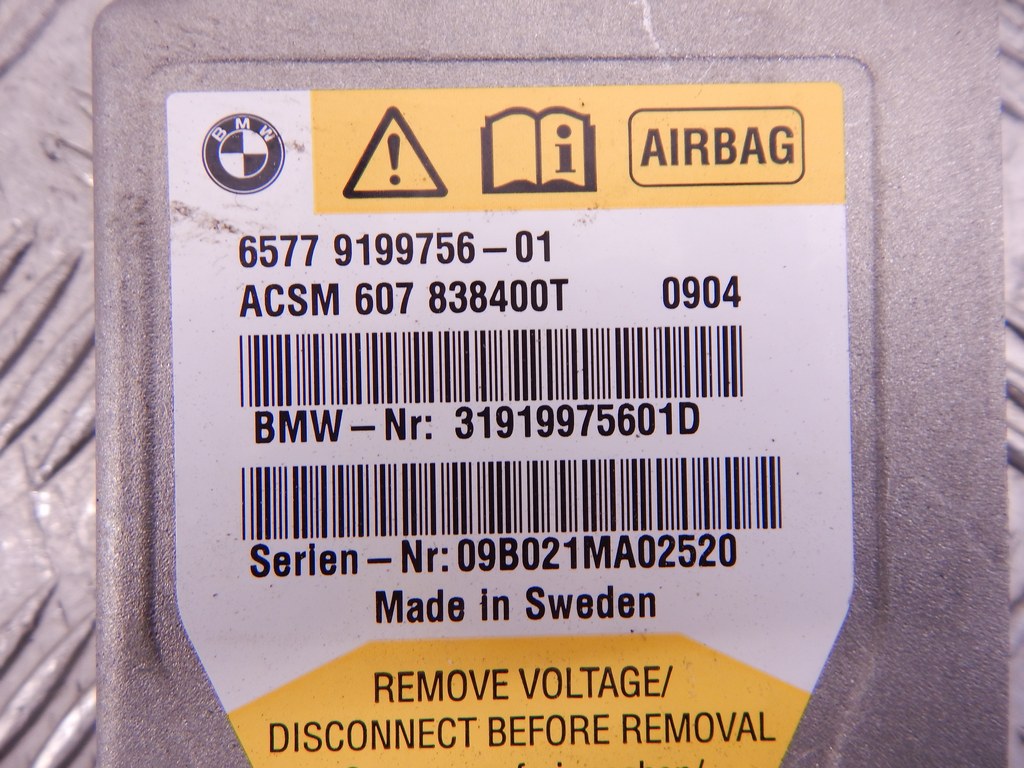 BMW
i AIRBAG
6577 9199756-01
ACSM 607 838400T 0904
BMW-Nr: 31919975601D
Serien-Nr: 09B021MA02520
Made in Sweden
REMOVE VOLTAGE/
DISCONNECT BEFORE REMOVAL